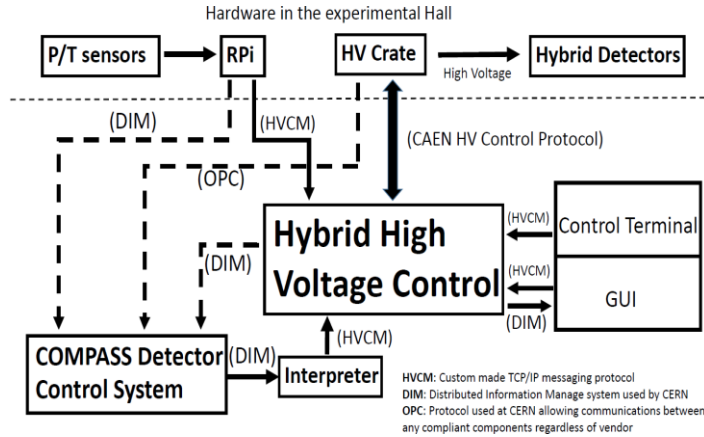 Hardware in the experimental Hall
P/T sensors
RPi
HV Crate
High Voltage
Hybrid Detectors
(DIM)
(HVCM)
(CAEN HV Control Protocol)
(OPC)
Hybrid High
Voltage Control
(HVCM)
Control Terminal
(HVCM)
GUI
(DIM)
(DIM)
COMPASS Detector
Control System
(DIM)
Interpreter
(HVCM)
HVCM: Custom made TCP/IP messaging protocol
DIM: Distributed Information Manage system used by CERN
OPC: Protocol used at CERN allowing communications between
any compliant components regardless of vendor